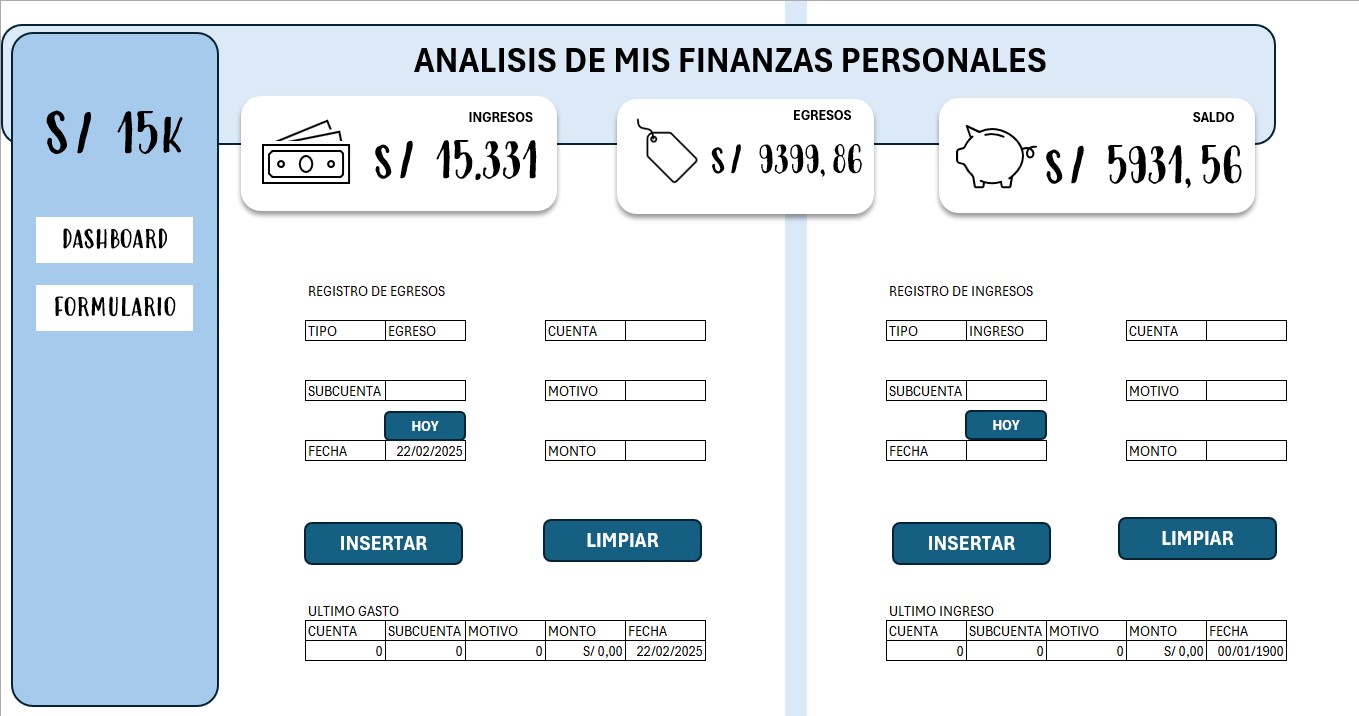 ANALISIS DE MIS FINANZAS PERSONALES
S/ 15K
DASHBOARD
FORMULARIO
INGRESOS
S/ 15.331
EGRESOS
S/ 9399,86
SALDO
S/ 5931,56
REGISTRO DE EGRESOS
TIPO EGRESO CUENTA
SUBCUENTA MOTIVO
HOY
FECHA 22/02/2025 MONTO
INSERTAR LIMPIAR
ULTIMO GASTO
CUENTA SUBCUENTA MOTIVO MONTO FECHA
0 0 0 S/ 0,00 22/02/2025
REGISTRO DE INGRESOS
TIPO INGRESO CUENTA
SUBCUENTA MOTIVO
HOY
FECHA MONTO
INSERTAR LIMPIAR
ULTIMO INGRESO
CUENTA SUBCUENTA MOTIVO MONTO FECHA
0 0 0 S/ 0,00 00/01/1900